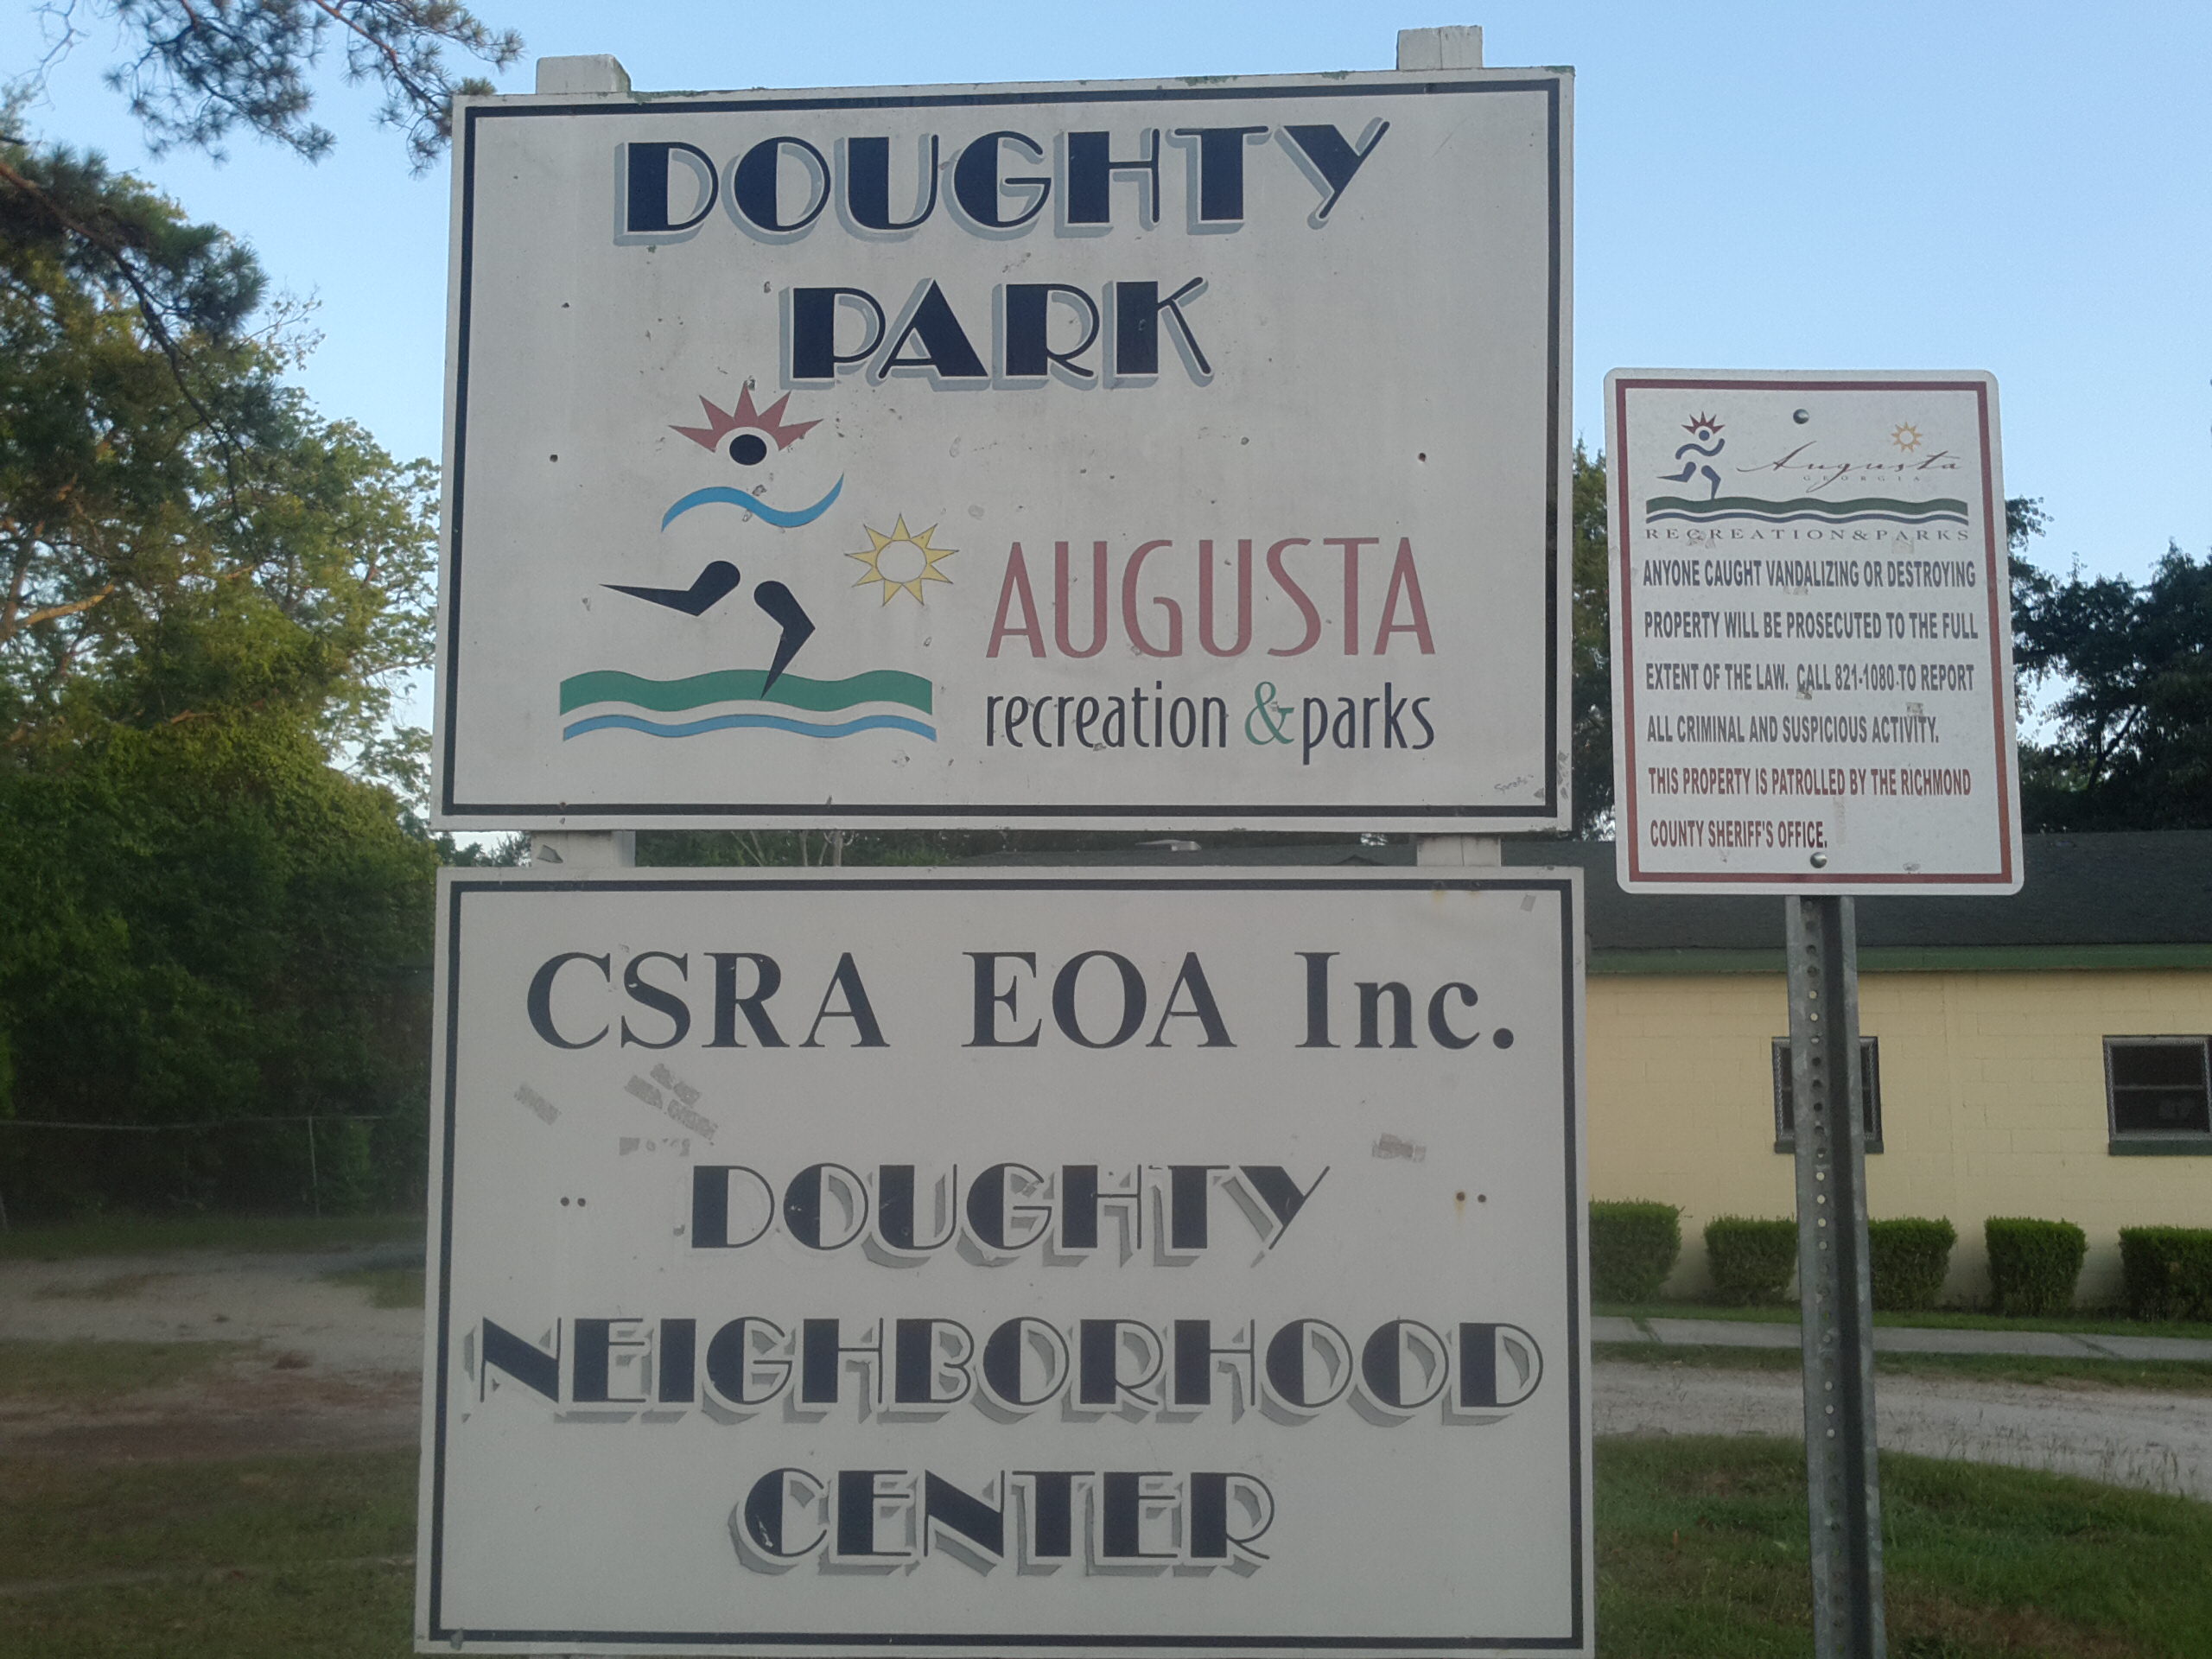 DOUGHTY
PARK
AUGUSTA
recreation & parks
CSRA EOA Inc.
DOUGHTY
NEIGHBORHOOD
CENTER
Augusta
GEORGIA
RECREATION & PARKS
ANYONE CAUGHT VANDALIZING OR DESTROYING
PROPERTY WILL BE PROSECUTED TO THE FULL
EXTENT OF THE LAW. CALL 821-1080 TO REPORT
ALL CRIMINAL AND SUSPICIOUS ACTIVITY.
THIS PROPERTY IS PATROLLED BY THE RICHMOND
COUNTY SHERIFF'S OFFICE.